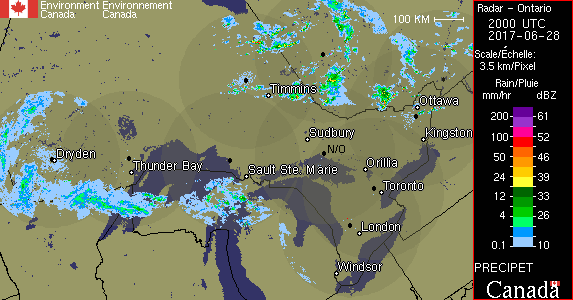 Environment Environnement
Canada Canada
100 KM
Timmins
Ottawa
Sudbury
Kingston
N/O
Dryden
Thunder Bay
Sault Ste. Marie
Orillia
Toronto
London
Windsor
Radar - Ontario
2000 UTC
2017-06-28
Scale/Échelle:
3.5 km/Pixel
Rain/Pluie
mm/hr dBZ
200 61
100 52
50 46
24 39
12 33
4 26
0.1 10
PRECIPET
Canada